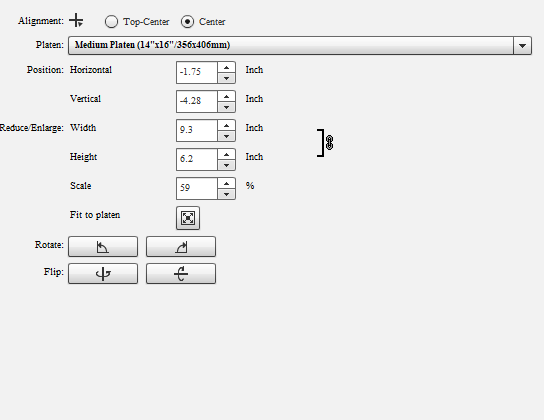 Alignment: Top-Center Center
Platen: Medium Platen (14"x16"/356x406mm)
Position: Horizontal -1.75 Inch
Vertical -4.28 Inch
Reduce/Enlarge: Width 9.3 Inch
Height 6.2 Inch
Scale 59 %
Fit to platen
Rotate:
Flip: